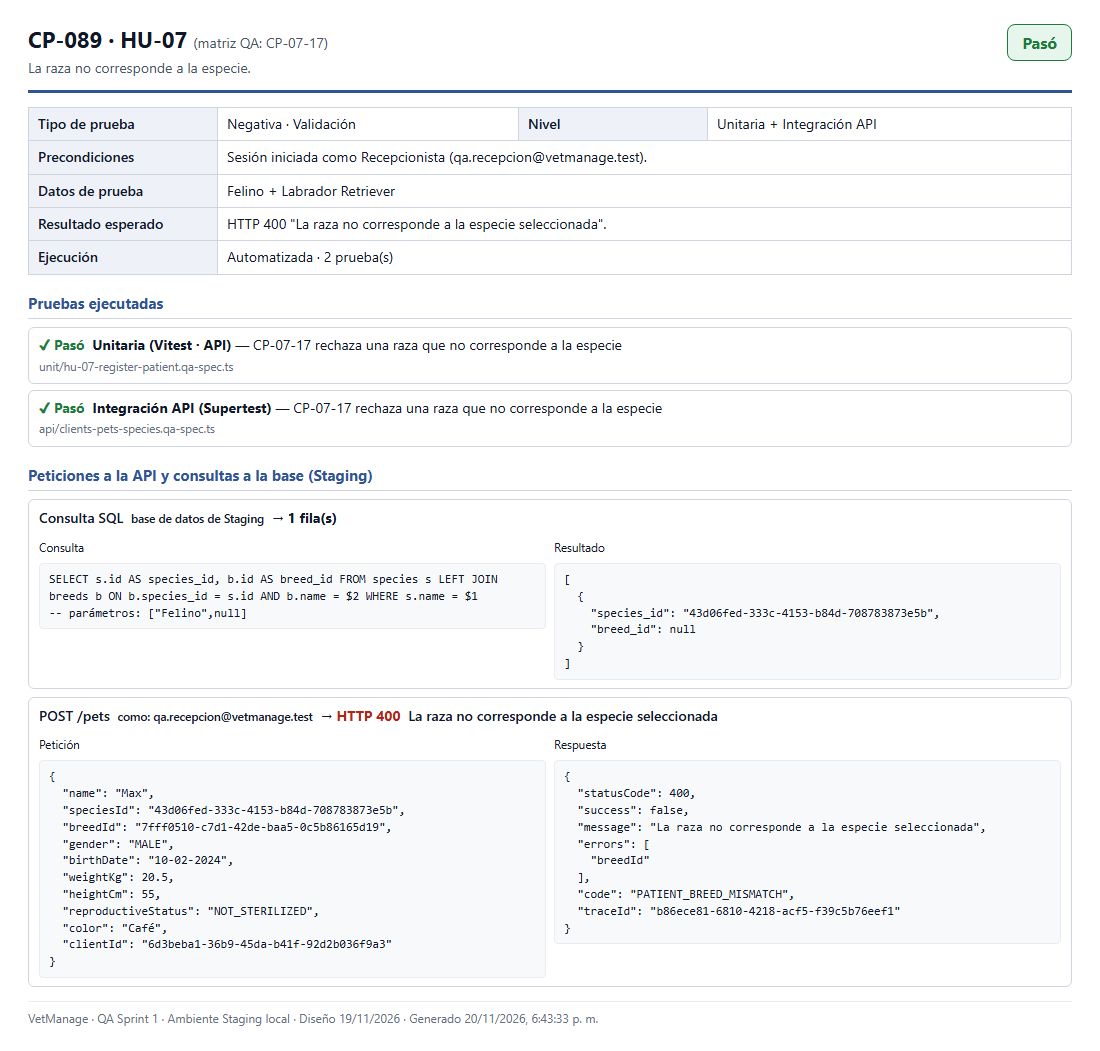 CP-089 · HU-07 (matriz QA: CP-07-17)
Pasó
La raza no corresponde a la especie.
Tipo de prueba Negativa · Validación Nivel Unitaria + Integración API
Precondiciones Sesión iniciada como Recepcionista (qa.recepcion@vetmanage.test).
Datos de prueba Felino + Labrador Retriever
Resultado esperado HTTP 400 "La raza no corresponde a la especie seleccionada".
Ejecución Automatizada · 2 prueba(s)
Pruebas ejecutadas
✓ Pasó Unitaria (Vitest · API) — CP-07-17 rechaza una raza que no corresponde a la especie
unit/hu-07-register-patient.qa-spec.ts
✓ Pasó Integración API (Supertest) — CP-07-17 rechaza una raza que no corresponde a la especie
api/clients-pets-species.qa-spec.ts
Peticiones a la API y consultas a la base (Staging)
Consulta SQL base de datos de Staging → 1 fila(s)
Consulta
SELECT s.id AS species_id, b.id AS breed_id FROM species s LEFT JOIN
breeds b ON b.species_id = s.id AND b.name = $2 WHERE s.name = $1
-- parámetros: ["Felino",null]
Resultado
[
{
"species_id": "43d06fed-333c-4153-b84d-708783873e5b",
"breed_id": null
}
]
POST /pets como: qa.recepcion@vetmanage.test → HTTP 400 La raza no corresponde a la especie seleccionada
Petición
{
"name": "Max",
"speciesId": "43d06fed-333c-4153-b84d-708783873e5b",
"breedId": "7fff0510-c7d1-42de-baa5-0c5b86165d19",
"gender": "MALE",
"birthDate": "10-02-2024",
"weightKg": 20.5,
"heightCm": 55,
"reproductiveStatus": "NOT_STERILIZED",
"color": "Café",
"clientId": "6d3beba1-36b9-45da-b41f-92d2b036f9a3"
}
Respuesta
{
"statusCode": 400,
"success": false,
"message": "La raza no corresponde a la especie seleccionada",
"errors": [
"breedId"
],
"code": "PATIENT_BREED_MISMATCH",
"traceId": "b86ece81-6810-4218-acf5-f39c5b76eef1"
}
VetManage · QA Sprint 1 · Ambiente Staging local · Diseño 19/11/2026 · Generado 20/11/2026, 6:43:33 p. m.